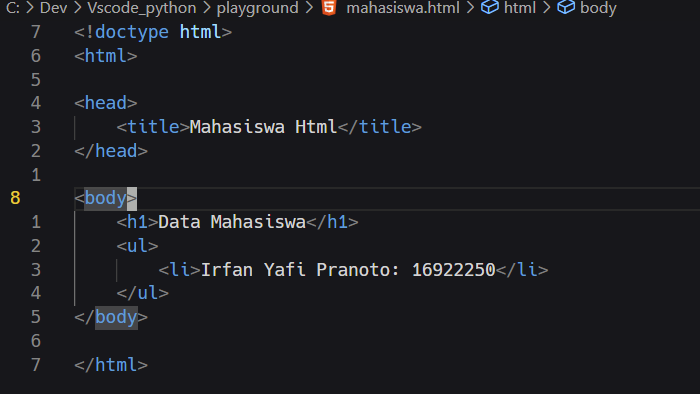 C: > Dev > Vscode_python > playground > mahasiswa.html > html > body
7 <!doctype html>
6 <html>
5
4 <head>
3 <title>Mahasiswa Html</title>
2 </head>
1
8 <body>
1 <h1>Data Mahasiswa</h1>
2 <ul>
3 <li>Irfan Yafi Pranoto: 16922250</li>
4 </ul>
5 </body>
6
7 </html>